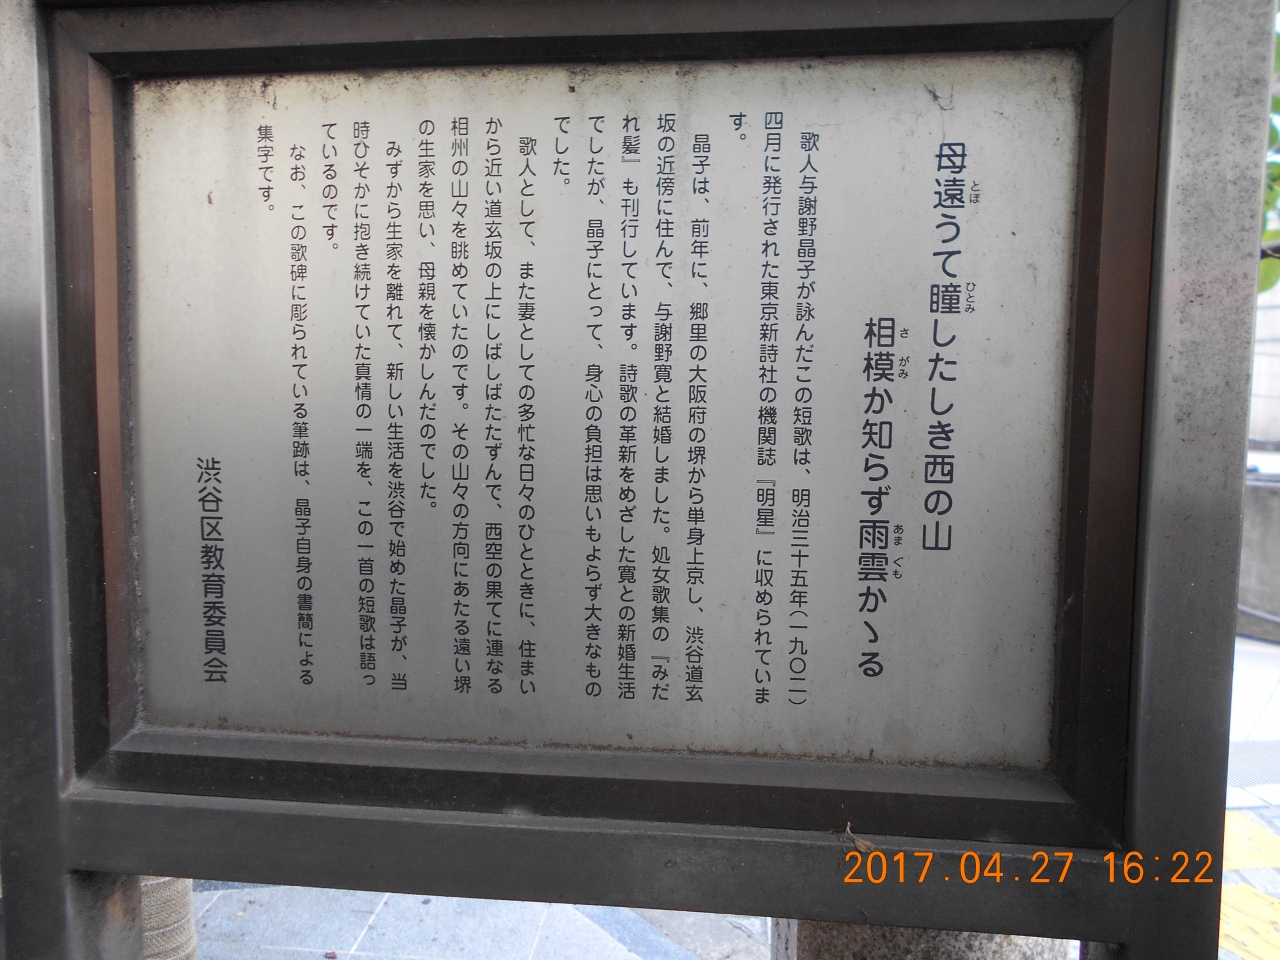 母遠うて瞳したしき西の山
とほ
ひとみ
相模か知らず雨雲かゝる
さがみ
あまぐも
歌人与謝野晶子が詠んだこの短歌は、明治三十五年(一九〇二)
四月に発行された東京新詩社の機関誌『明星』に収められていま
す。
晶子は、前年に、郷里の大阪府の堺から単身上京し、渋谷道玄
坂の近傍に住んで、与謝野寛と結婚しました。処女歌集の『みだ
れ髪』も刊行しています。詩歌の革新をめざした寛との新婚生活
でしたが、晶子にとって、身心の負担は思いもよらず大きなもの
でした。
歌人として、また妻としての多忙な日々のひとときに、住まい
から近い道玄坂の上にしばしばたたずんで、西空の果てに連なる
相州の山々を眺めていたのです。その山々の方向にあたる遠い堺
の生家を思い、母親を懐かしんだのでした。
みずから生家を離れて、新しい生活を渋谷で始めた晶子が、当
時ひそかに抱き続けていた真情の一端を、この一首の短歌は語っ
ているのです。
なお、この歌碑に彫られている筆跡は、晶子自身の書簡による
集字です。
渋谷区教育委員会
2017.04.27 16:22